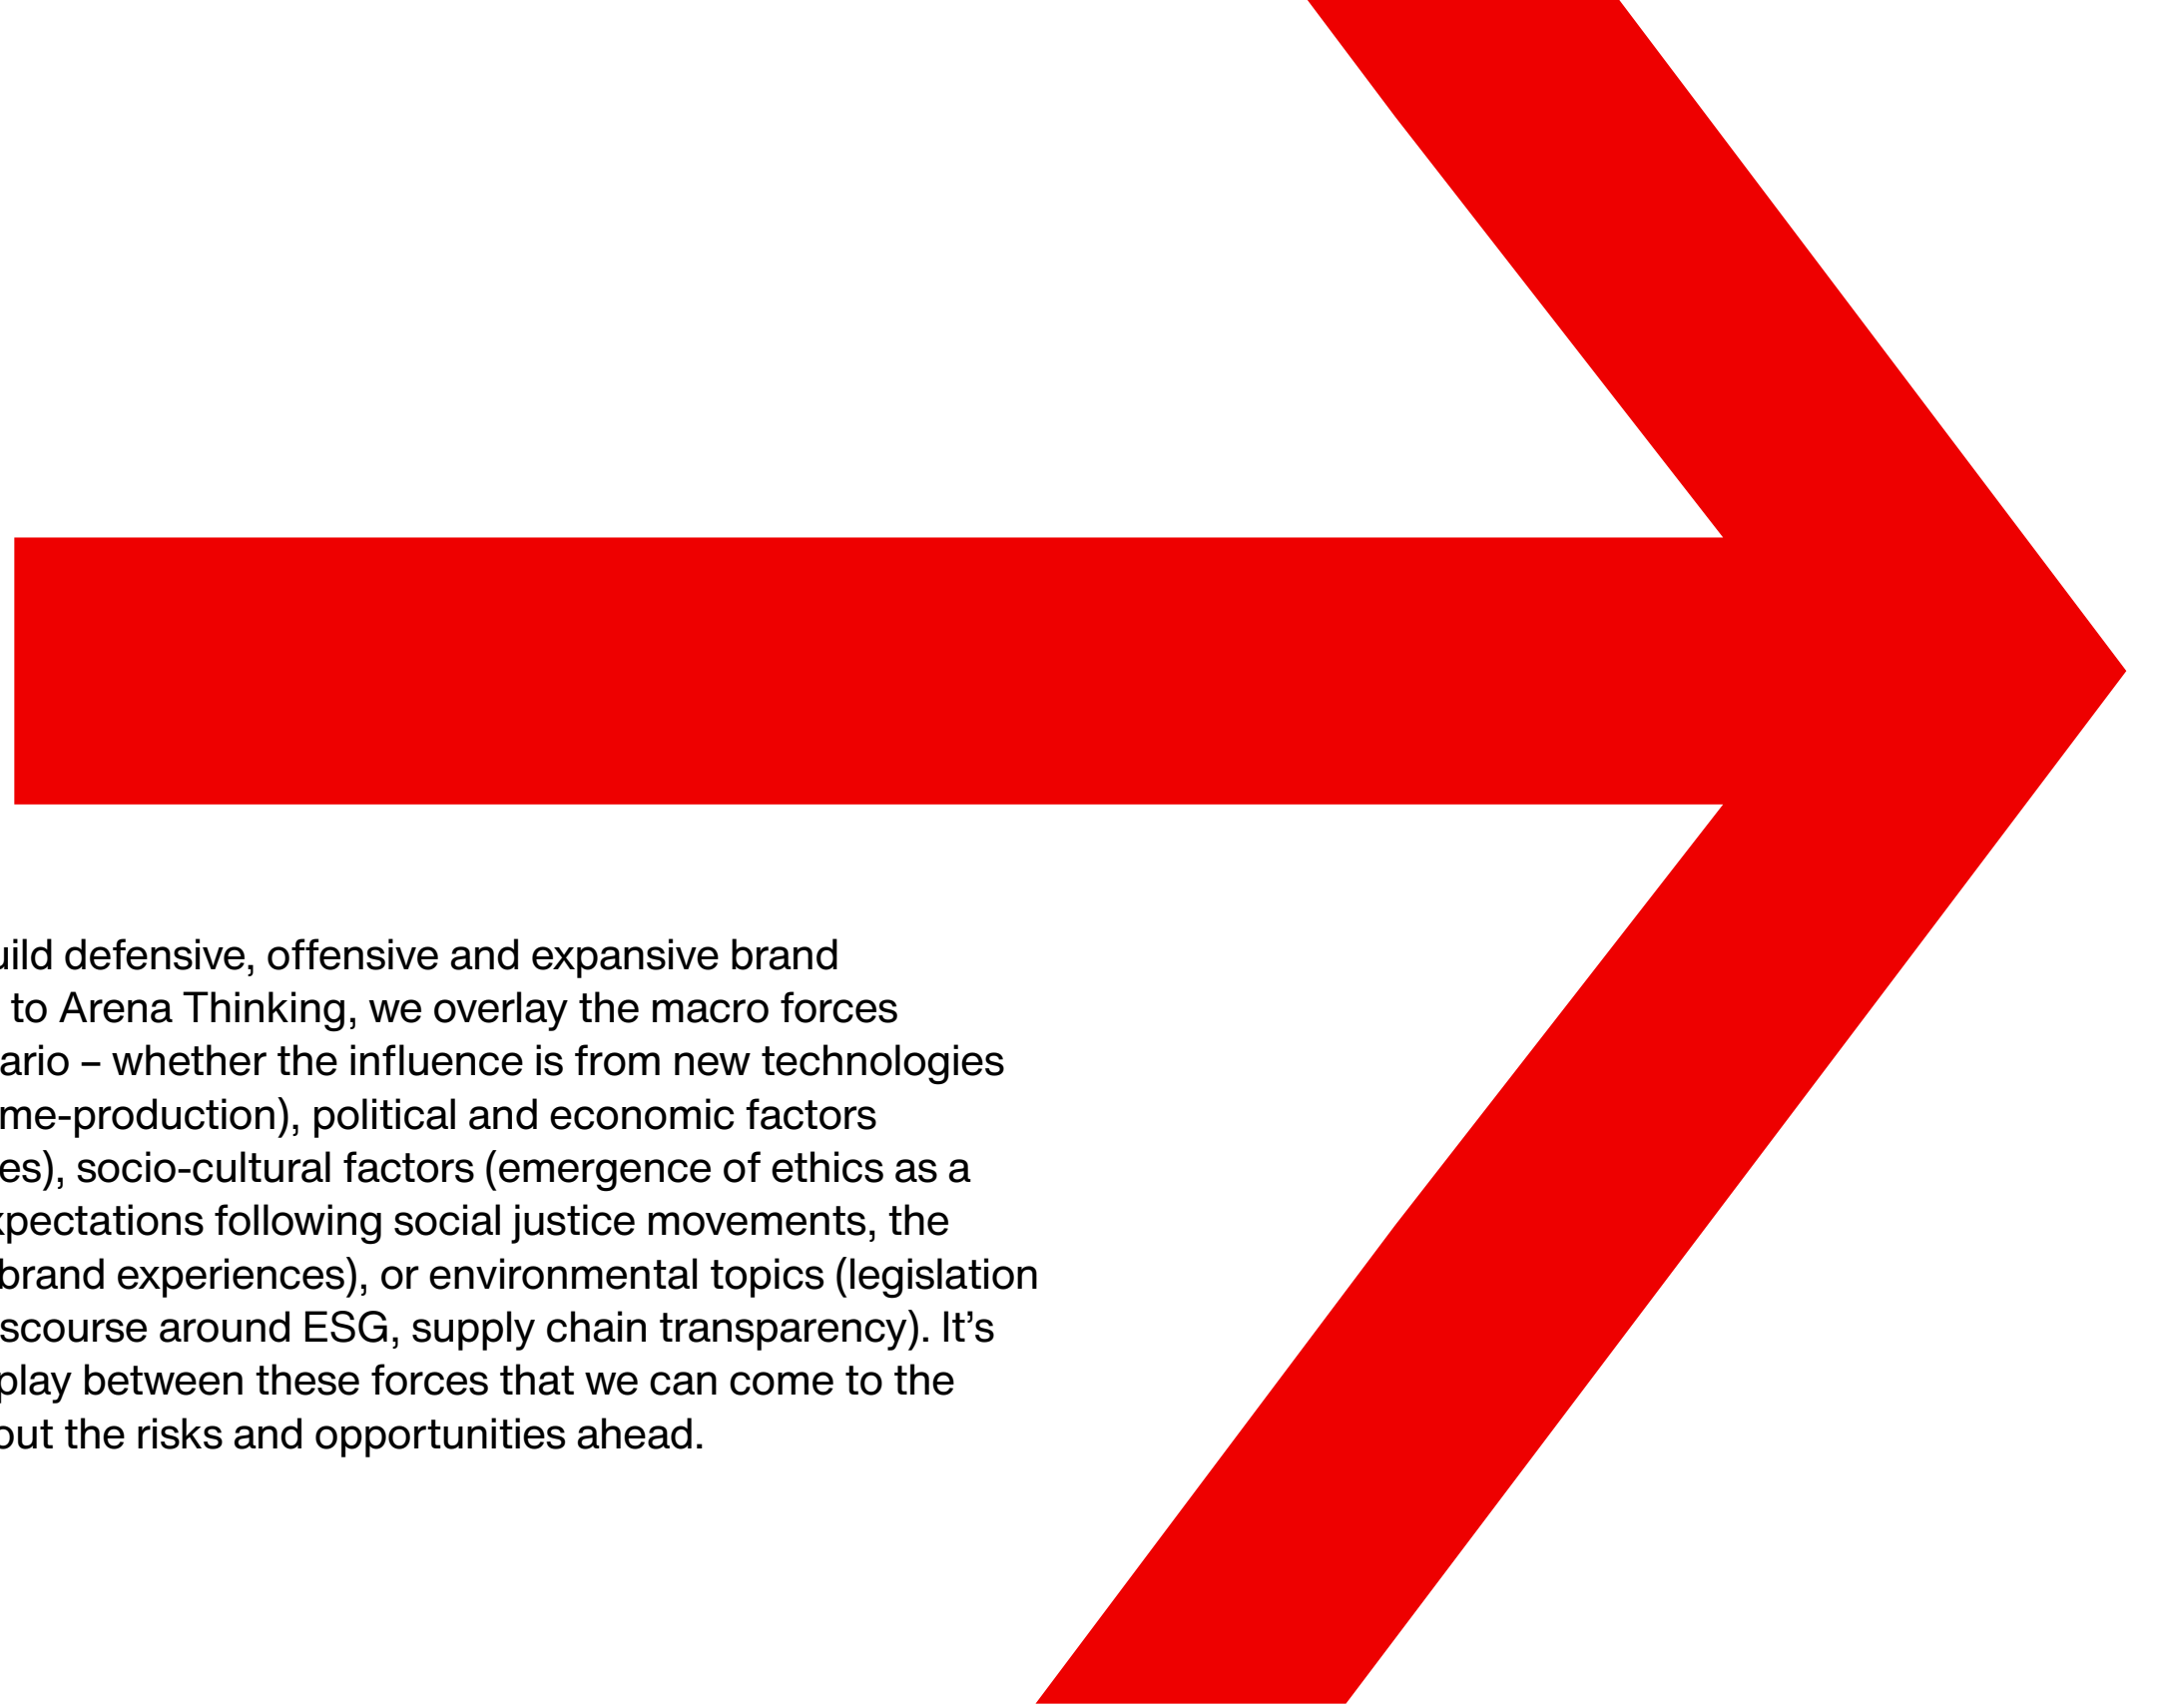 uild defensive, offensive and expansive brand
to Arena Thinking, we overlay the macro forces
ario – whether the influence is from new technologies
me-production), political and economic factors
es), socio-cultural factors (emergence of ethics as a
xpectations following social justice movements, the
brand experiences), or environmental topics (legislation
scourse around ESG, supply chain transparency). It’s
play between these forces that we can come to the
out the risks and opportunities ahead.